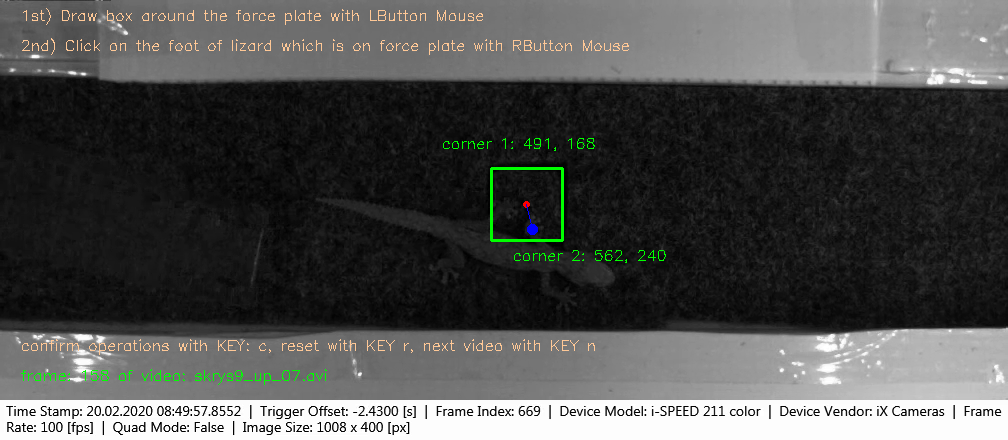 1st) Draw box around the force plate with LButton Mouse
2nd) Click on the foot of lizard which is on force plate with RButton Mouse
corner 1: 491, 168
corner 2: 562, 240
confirm operations with KEY: c, reset with KEY r, next video with KEY n
frame: 158 of video: skrys9_up_07.avi
Time Stamp: 20.02.2020 08:49:57.8552 | Trigger Offset: -2.4300 [s] | Frame Index: 669 | Device Model: i-SPEED 211 color | Device Vendor: iX Cameras | Frame
Rate: 100 [fps] | Quad Mode: False | Image Size: 1008 x 400 [px]